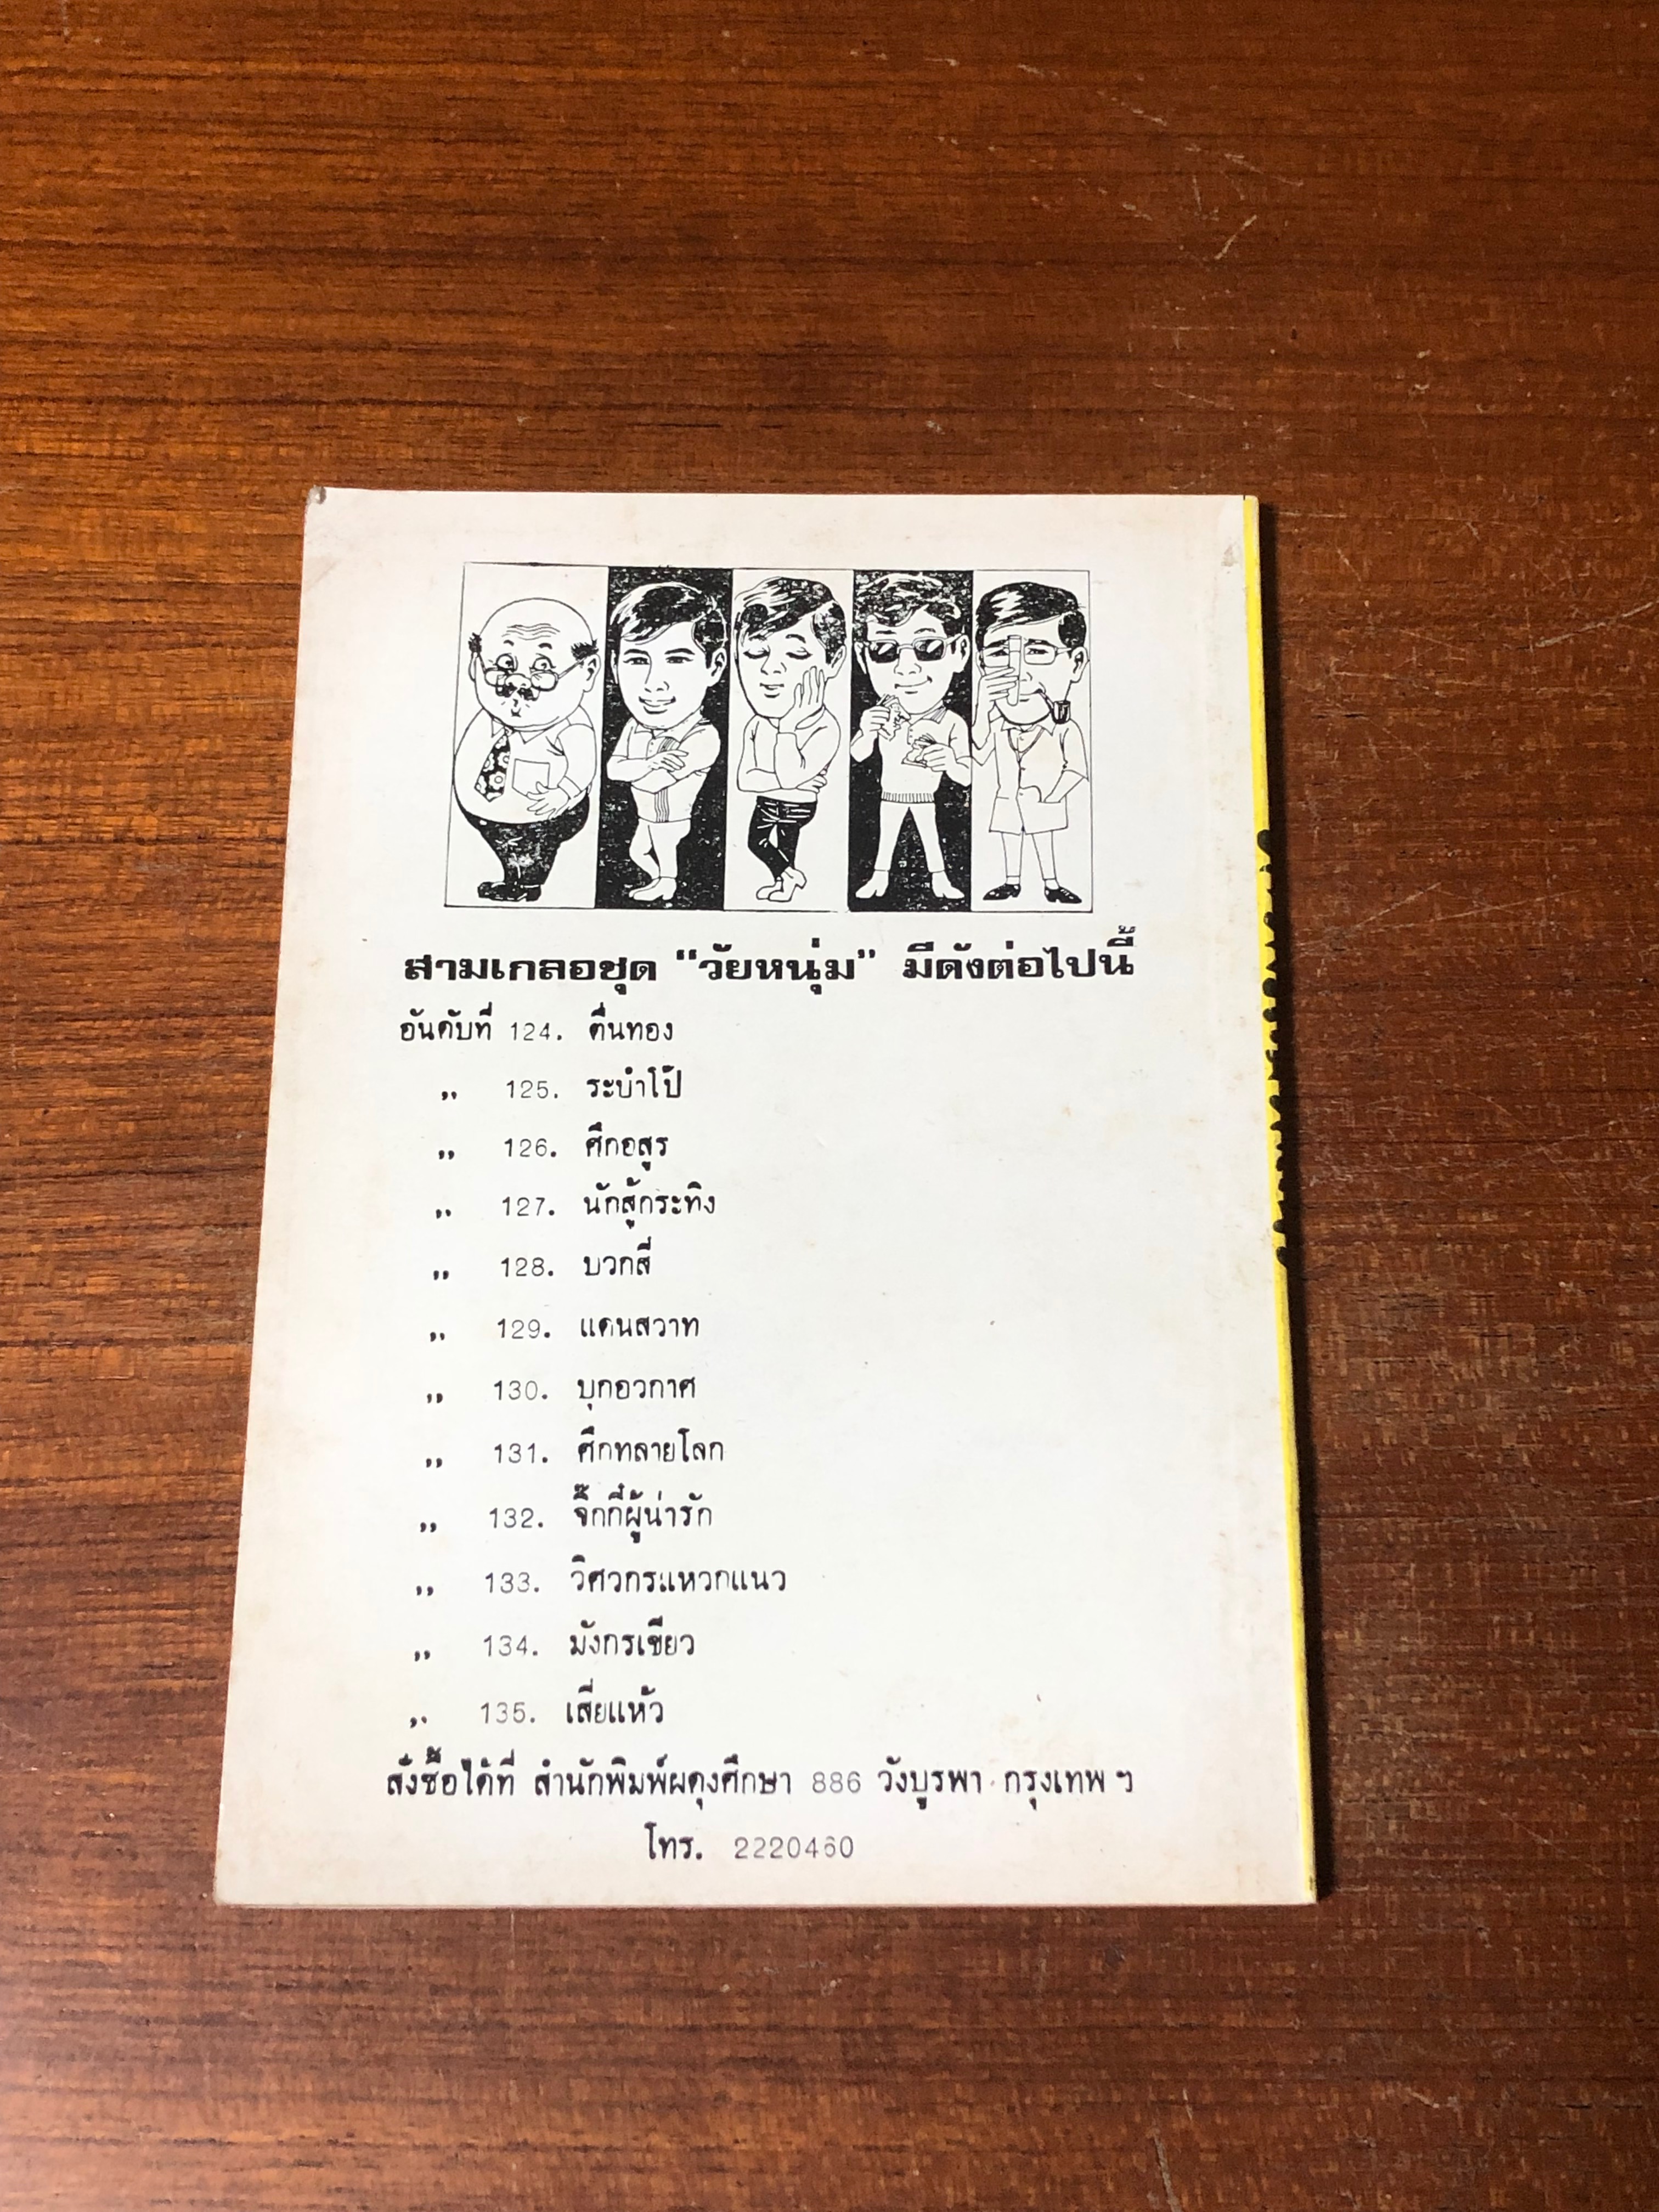 สามเกลอชุด "วัยหนุ่ม" มีดังต่อไปนี้
อันดับที่ 124. ตื่นทอง
,, 125. ระบำโป๊
,, 126. ศึกอสูร
,, 127. นักสู้กระทิง
,, 128. บวกสี่
,, 129. แดนสวาท
,, 130. บุกอวกาศ
,, 131. ศึกทลายโลก
,, 132. จิ๊กกี๋ผู้น่ารัก
,, 133. วิศวกรแหวกแนว
,, 134. มังกรเขียว
,, 135. เสี่ยแห้ว
สั่งซื้อได้ที่ สำนักพิมพ์ผดุงศึกษา 886 วังบูรพา กรุงเทพ ฯ
โทร. 2220460